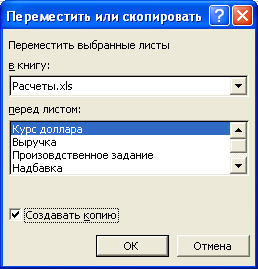 Переместить или скопировать
Переместить выбранные листы
в книгу:
Расчеты.xls
перед листом:
Курс доллара
Выручка
Произовдственное задание
Надбавка
Создавать копию
ОК
Отмена